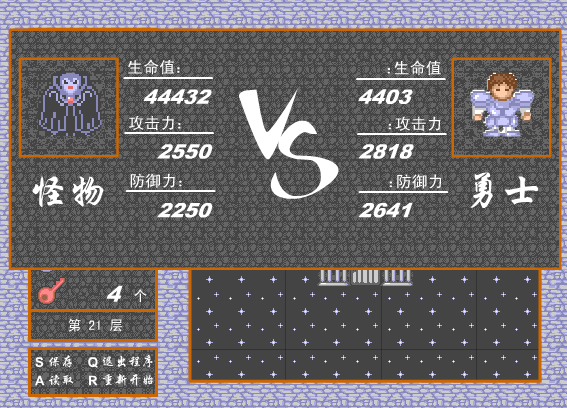 生命值: :生命值
44432 4403
攻击力: :攻击力
2550 VS 2818
防御力: :防御力
怪物 2250 2641 勇士
4 个
第 21 层
S 保存 Q 退出程序
A 读取 R 重新开始